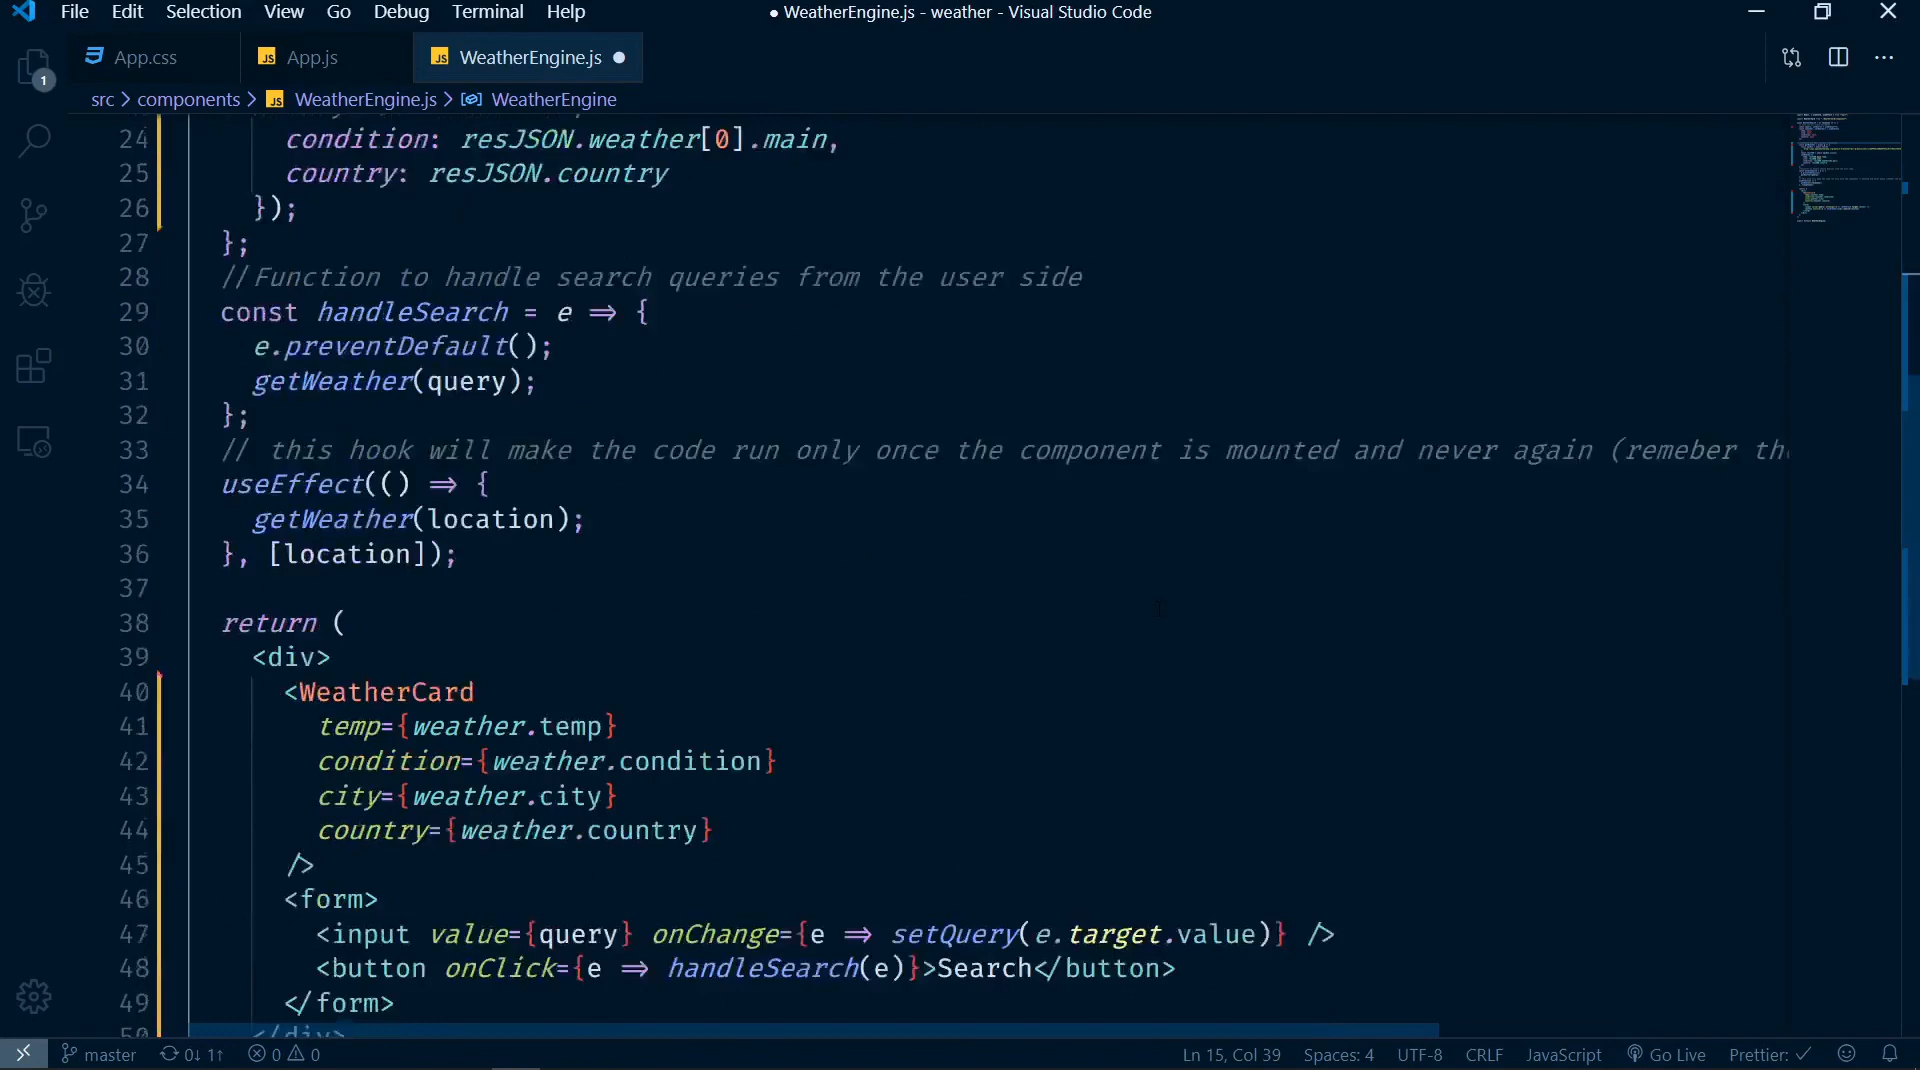 File Edit Selection View Go Debug Terminal Help ● WeatherEngine.js - weather - Visual Studio Code
App.css JS App.js JS WeatherEngine.js ●
1
src > components > JS WeatherEngine.js > WeatherEngine
24 condition: resJSON.weather[0].main,
25 country: resJSON.country
26 });
27 };
28 //Function to handle search queries from the user side
29 const handleSearch = e => {
30 e.preventDefault();
31 getWeather(query);
32 };
33 // this hook will make the code run only once the component is mounted and never again (remeber th
34 useEffect(() => {
35 getWeather(location);
36 }, [location]);
37
38 return (
39 <div>
40 <WeatherCard
41 temp={weather.temp}
42 condition={weather.condition}
43 city={weather.city}
44 country={weather.country}
45 />
46 <form>
47 <input value={query} onChange={e => setQuery(e.target.value)} />
48 <button onClick={e => handleSearch(e)}>Search</button>
49 </form>
50 </div>
master 0↓ 1↑ 0 0 Ln 15, Col 39 Spaces: 4 UTF-8 CRLF JavaScript Go Live Prettier: ✓